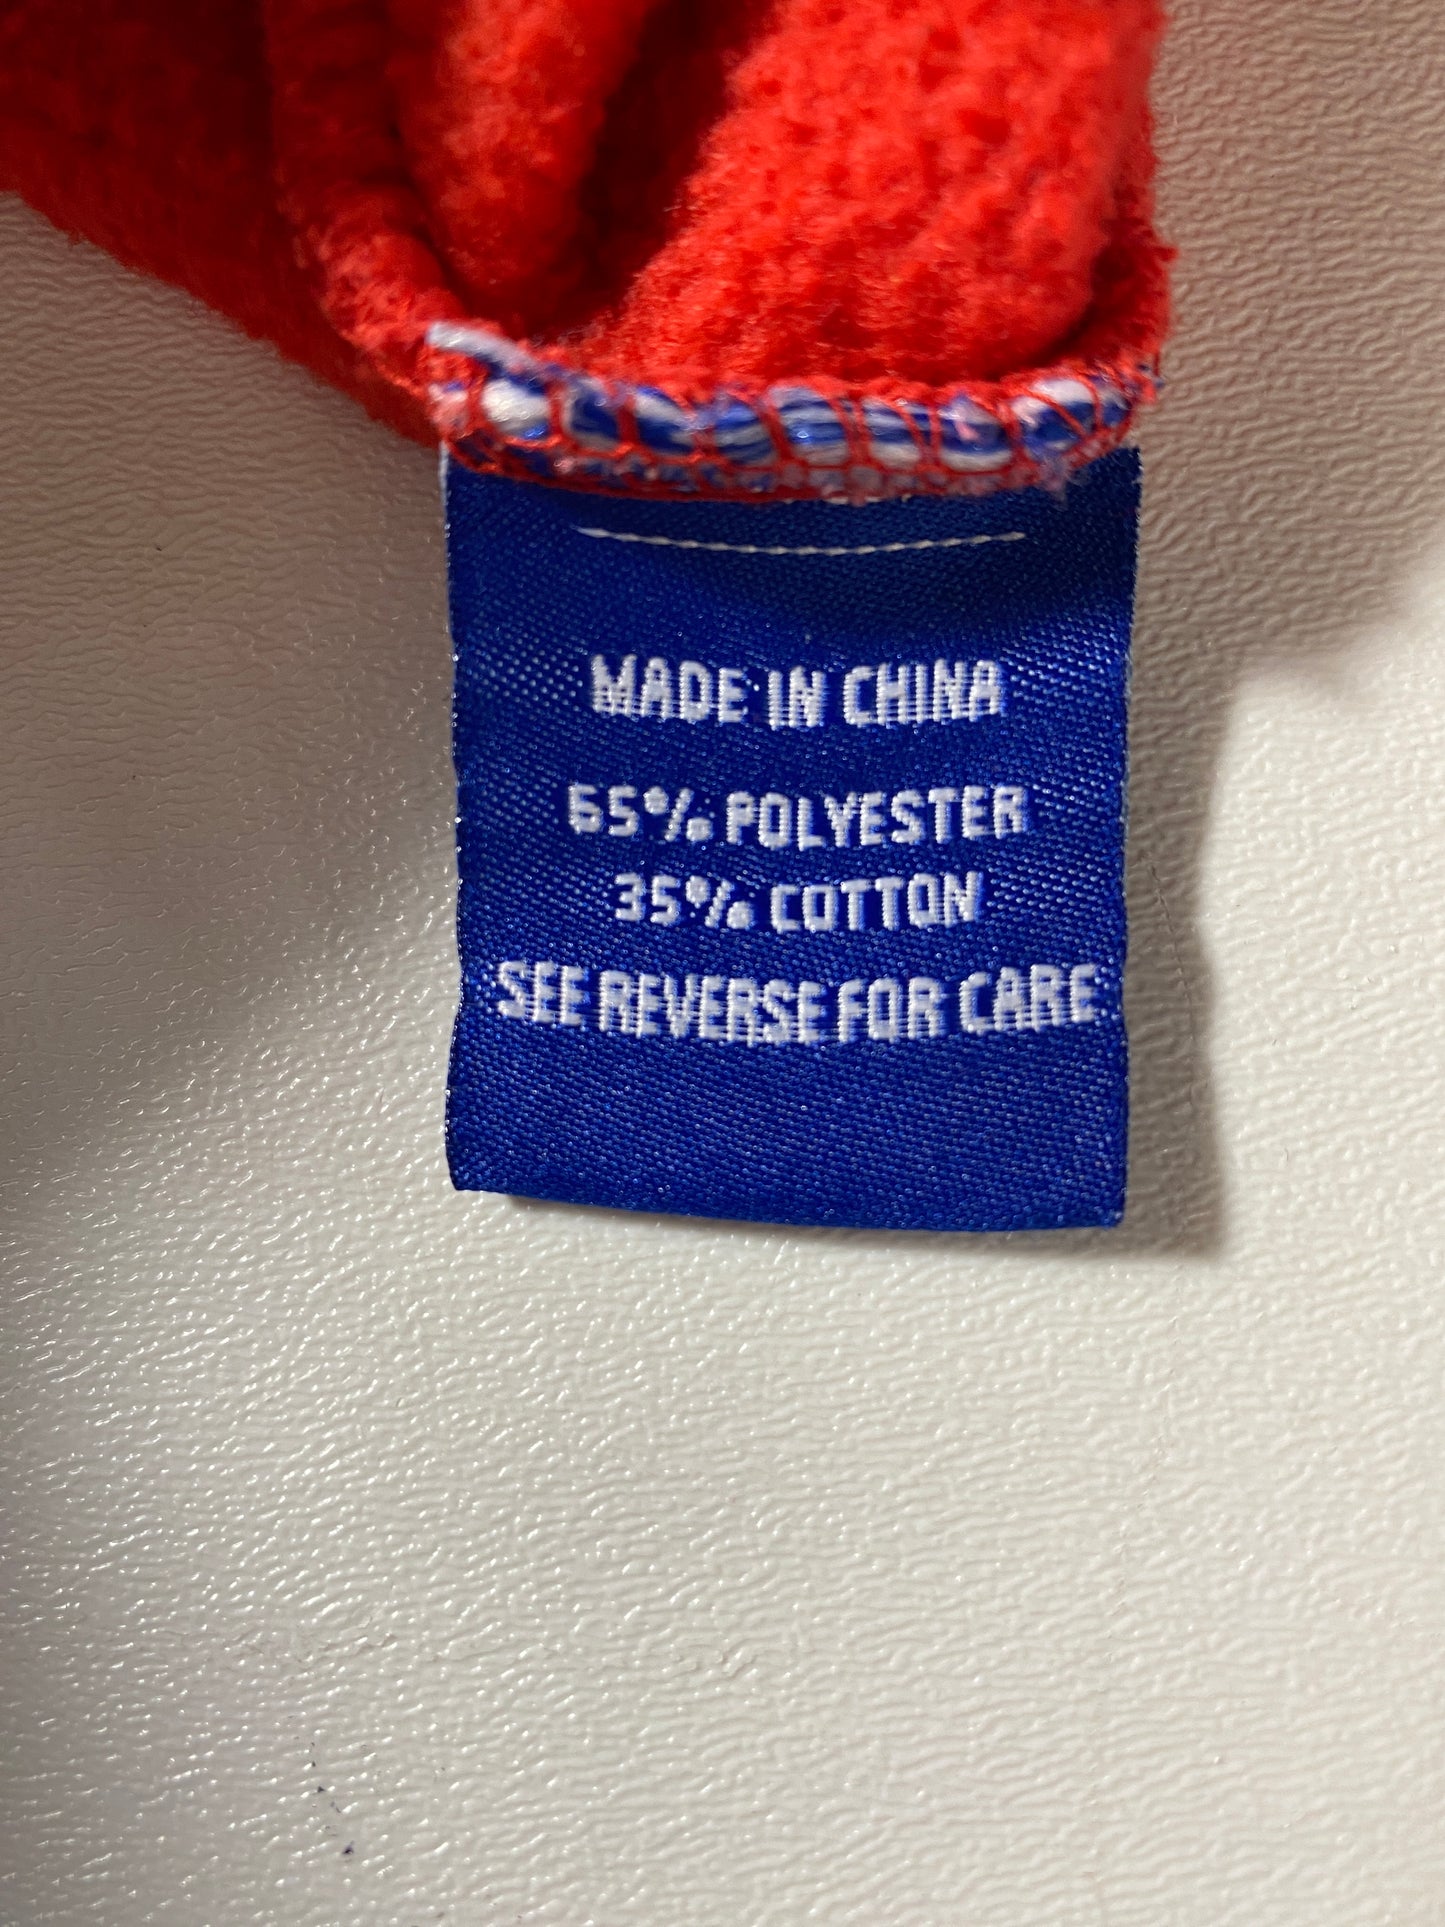 MADE IN CHINA
65% POLYESTER
35% COTTON
SEE REVERSE FOR CARE